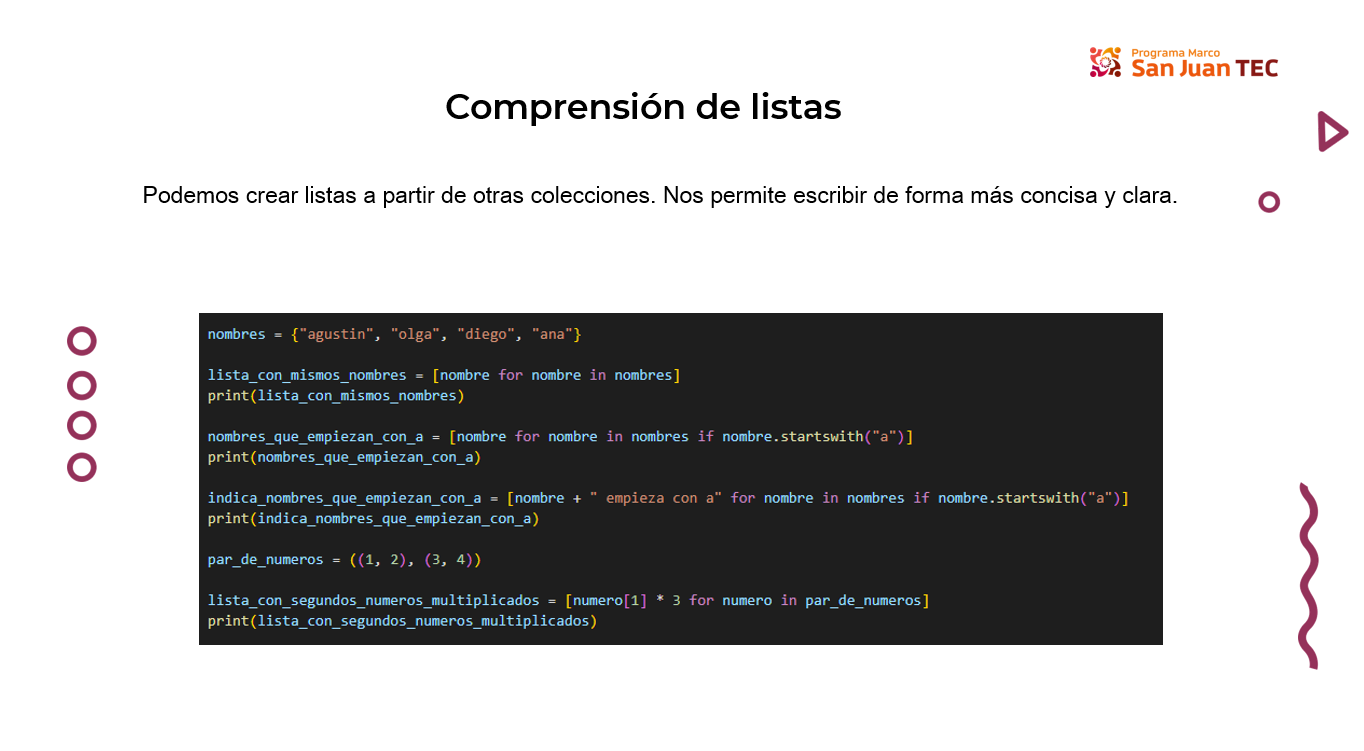 Programa Marco
San Juan TEC
Comprensión de listas
Podemos crear listas a partir de otras colecciones. Nos permite escribir de forma más concisa y clara.
nombres = {"agustin", "olga", "diego", "ana"}
lista_con_mismos_nombres = [nombre for nombre in nombres]
print(lista_con_mismos_nombres)
nombres_que_empiezan_con_a = [nombre for nombre in nombres if nombre.startswith("a")]
print(nombres_que_empiezan_con_a)
indica_nombres_que_empiezan_con_a = [nombre + " empieza con a" for nombre in nombres if nombre.startswith("a")]
print(indica_nombres_que_empiezan_con_a)
par_de_numeros = ((1, 2), (3, 4))
lista_con_segundos_numeros_multiplicados = [numero[1] * 3 for numero in par_de_numeros]
print(lista_con_segundos_numeros_multiplicados)